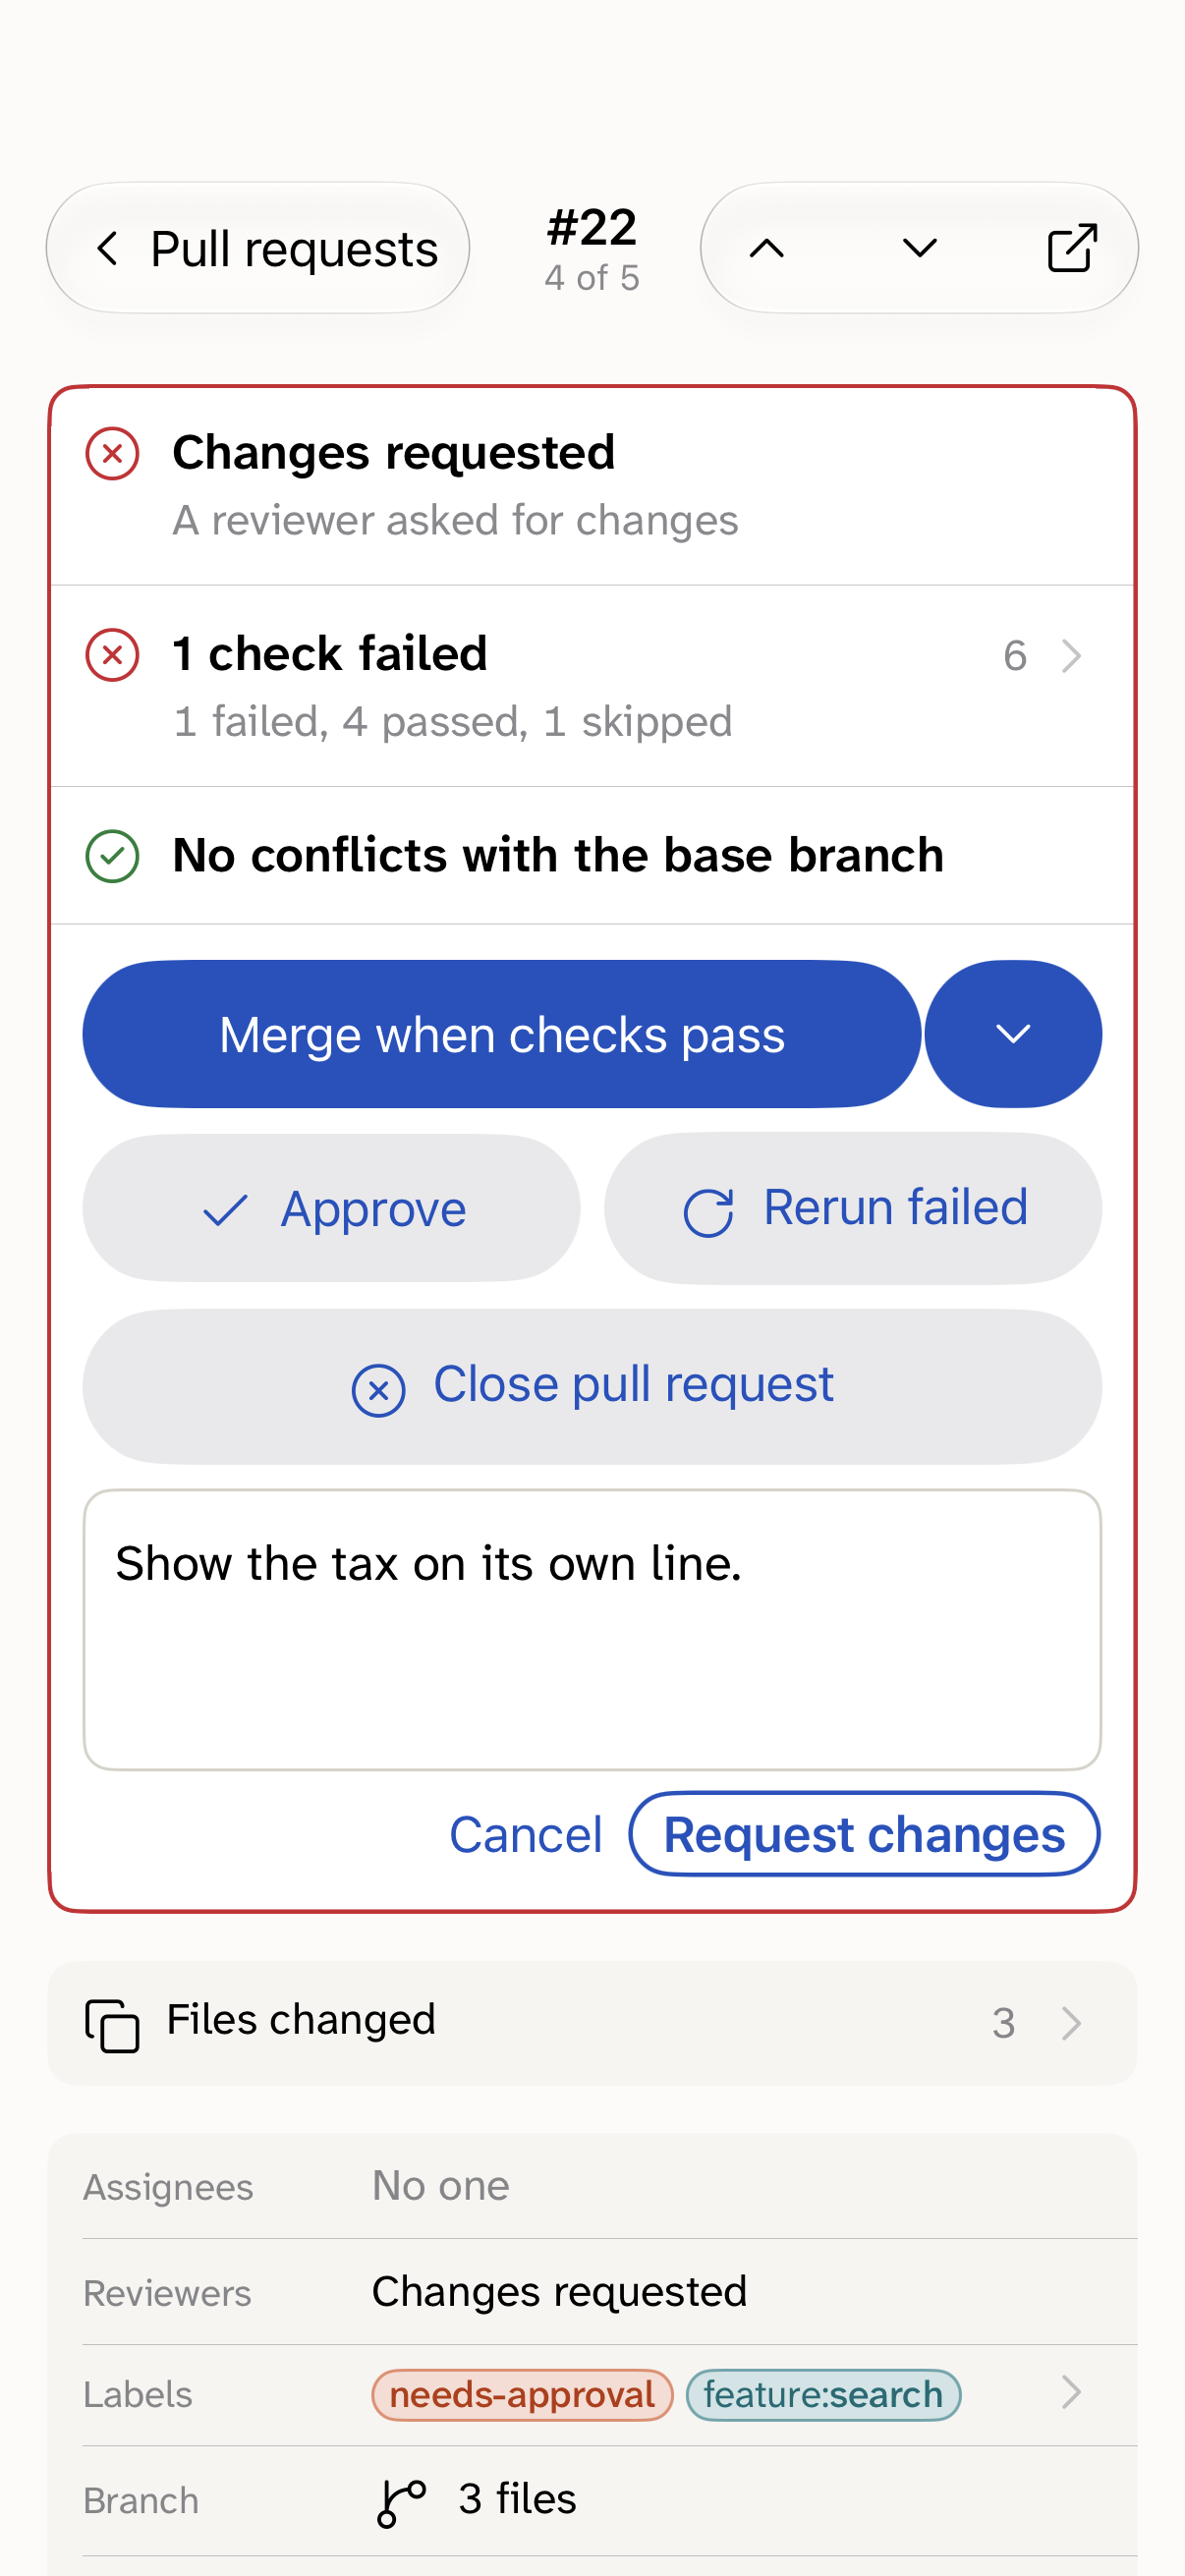 Pull requests
#22
4 of 5
Changes requested
A reviewer asked for changes
1 check failed
6
1 failed, 4 passed, 1 skipped
No conflicts with the base branch
Merge when checks pass
Approve
Rerun failed
Close pull request
Show the tax on its own line.
Cancel
Request changes
Files changed
3
Assignees
No one
Reviewers
Changes requested
Labels
needs-approval
feature:search
Branch
3 files